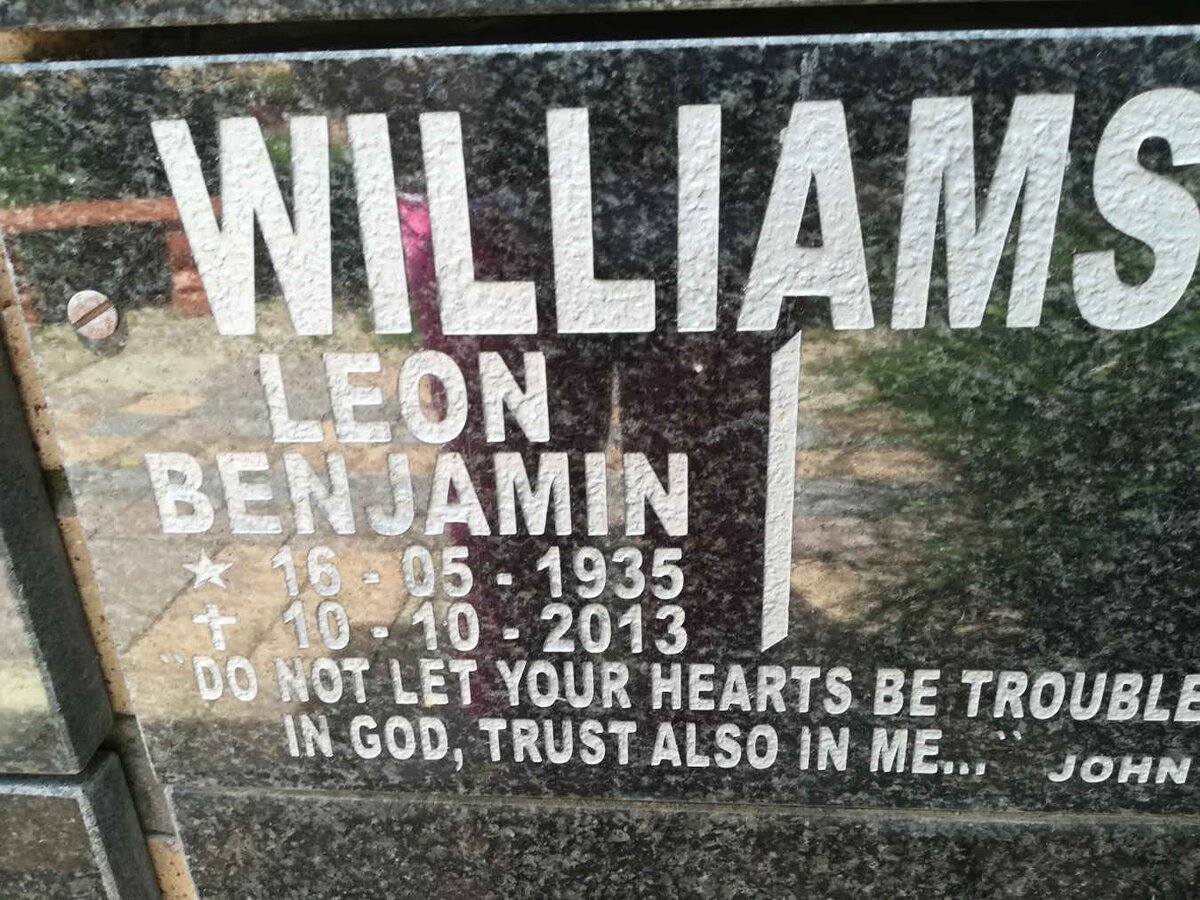 WILLIAMS
LEON
BENJAMIN
★ 16 - 05 - 1935
✝ 10 - 10 - 2013
``DO NOT LET YOUR HEARTS BE TROUBLE
IN GOD, TRUST ALSO IN ME...`` JOHN